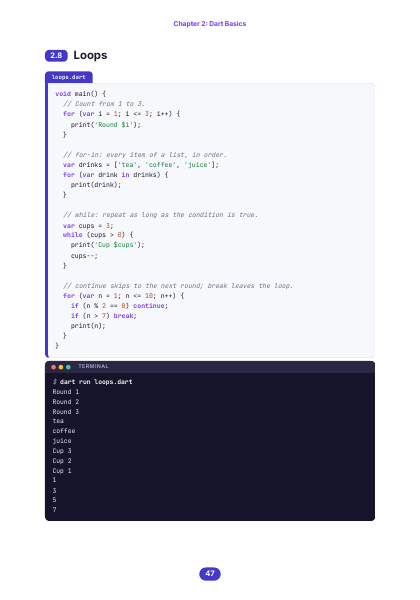 Chapter 2: Dart Basics
2.8 Loops
loops.dart
void main() {
  // Count from 1 to 3.
  for (var i = 1; i <= 3; i++) {
    print('Round $i');
  }

  // for-in: every item of a list, in order.
  var drinks = ['tea', 'coffee', 'juice'];
  for (var drink in drinks) {
    print(drink);
  }

  // while: repeat as long as the condition is true.
  var cups = 3;
  while (cups > 0) {
    print('Cup $cups');
    cups--;
  }

  // continue skips to the next round; break leaves the loop.
  for (var n = 1; n <= 10; n++) {
    if (n % 2 == 0) continue;
    if (n > 7) break;
    print(n);
  }
}
TERMINAL
$ dart run loops.dart
Round 1
Round 2
Round 3
tea
coffee
juice
Cup 3
Cup 2
Cup 1
1
3
5
7
47